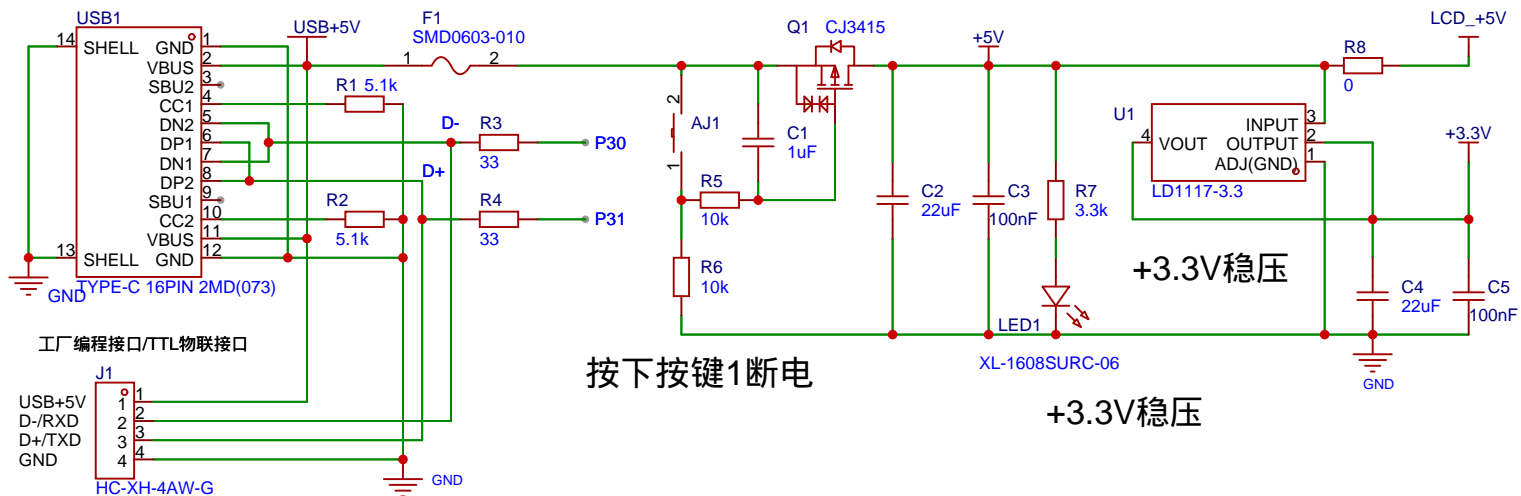 USB1
14 SHELL
13 SHELL
GND 1
VBUS 2
SBU2 3
CC1 4
DN2 5
DP1 6
DN1 7
DP2 8
SBU1 9
CC2 10
VBUS 11
GND 12
TYPE-C 16PIN 2MD(073)
GND
USB+5V
F1
SMD0603-010
1
2
R1 5.1k
R2
5.1k
D-
D+
R3
33
R4
33
P30
P31
2
AJ1
1
C1
1uF
R5
10k
R6
10k
Q1
CJ3415
+5V
C2
22uF
C3
100nF
R7
3.3k
LED1
XL-1608SURC-06
LCD_+5V
R8
0
U1
4 VOUT
INPUT 3
OUTPUT 2
ADJ(GND) 1
LD1117-3.3
+3.3V
+3.3V稳压
C4
22uF
C5
100nF
GND
按下按键1断电
+3.3V稳压
工厂编程接口/TTL物联接口
J1
USB+5V 1 1
D-/RXD 2 2
D+/TXD 3 3
GND 4 4
HC-XH-4AW-G
GND